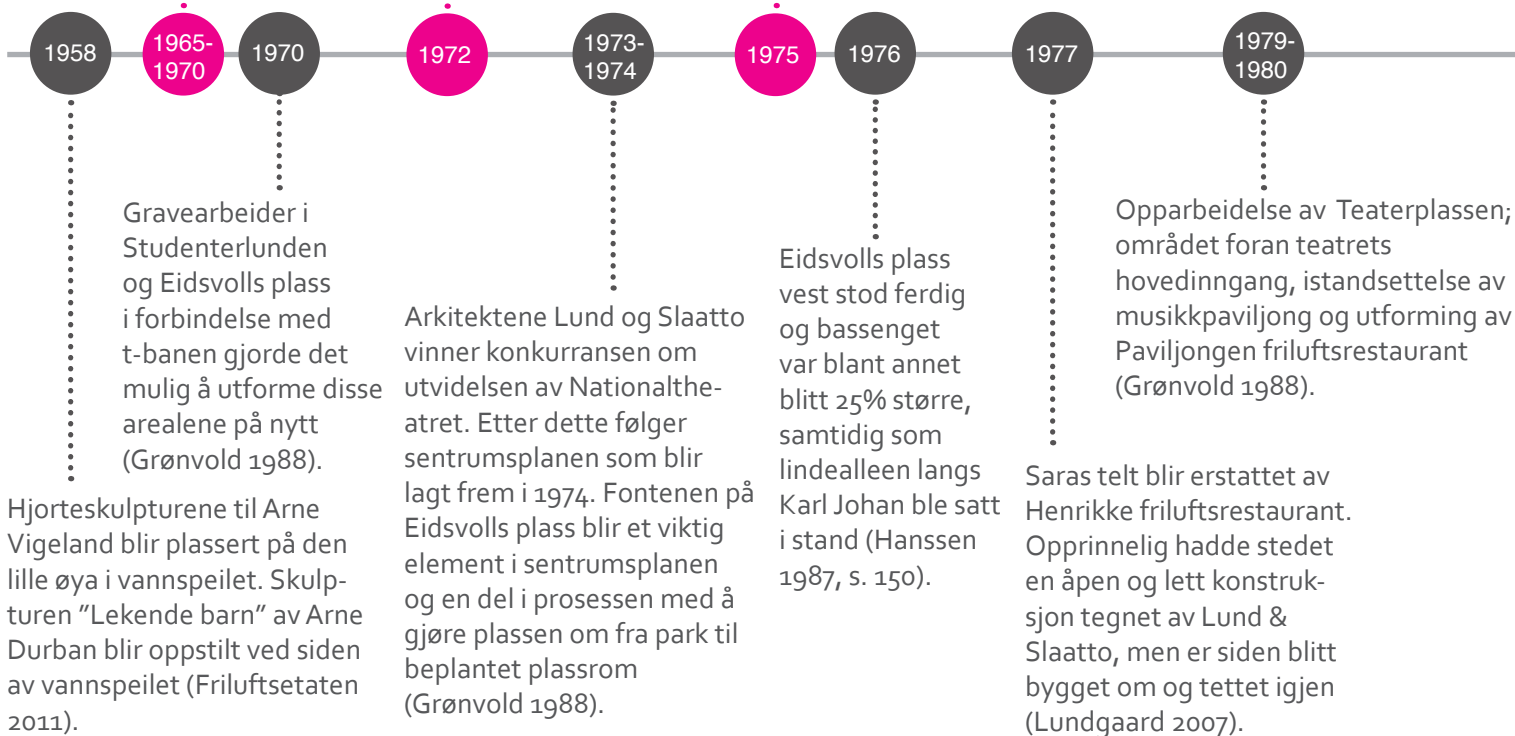 1958
1965-
1970
1970
1972
1973-
1974
1975
1976
1977
1979-
1980
Hjorteskulpturene til Arne
Vigeland blir plassert på den
lille øya i vannspeilet. Skulp-
turen ”Lekende barn” av Arne
Durban blir oppstilt ved siden
av vannspeilet (Friluftsetaten
2011).
Gravearbeider i
Studenterlunden
og Eidsvolls plass
i forbindelse med
t-banen gjorde det
mulig å utforme disse
arealene på nytt
(Grønvold 1988).
Arkitektene Lund og Slaatto
vinner konkurransen om
utvidelsen av Nationalthe-
atret. Etter dette følger
sentrumsplanen som blir
lagt frem i 1974. Fontenen på
Eidsvolls plass blir et viktig
element i sentrumsplanen
og en del i prosessen med å
gjøre plassen om fra park til
beplantet plassrom
(Grønvold 1988).
Eidsvolls plass
vest stod ferdig
og bassenget
var blant annet
blitt 25% større,
samtidig som
lindealleen langs
Karl Johan ble satt
i stand (Hanssen
1987, s. 150).
Saras telt blir erstattet av
Henrikke friluftsrestaurant.
Opprinnelig hadde stedet
en åpen og lett konstruk-
sjon tegnet av Lund &
Slaatto, men er siden blitt
bygget om og tettet igjen
(Lundgaard 2007).
Opparbeidelse av Teaterplassen;
området foran teatrets
hovedinngang, istandsettelse av
musikkpaviljong og utforming av
Paviljongen friluftsrestaurant
(Grønvold 1988).